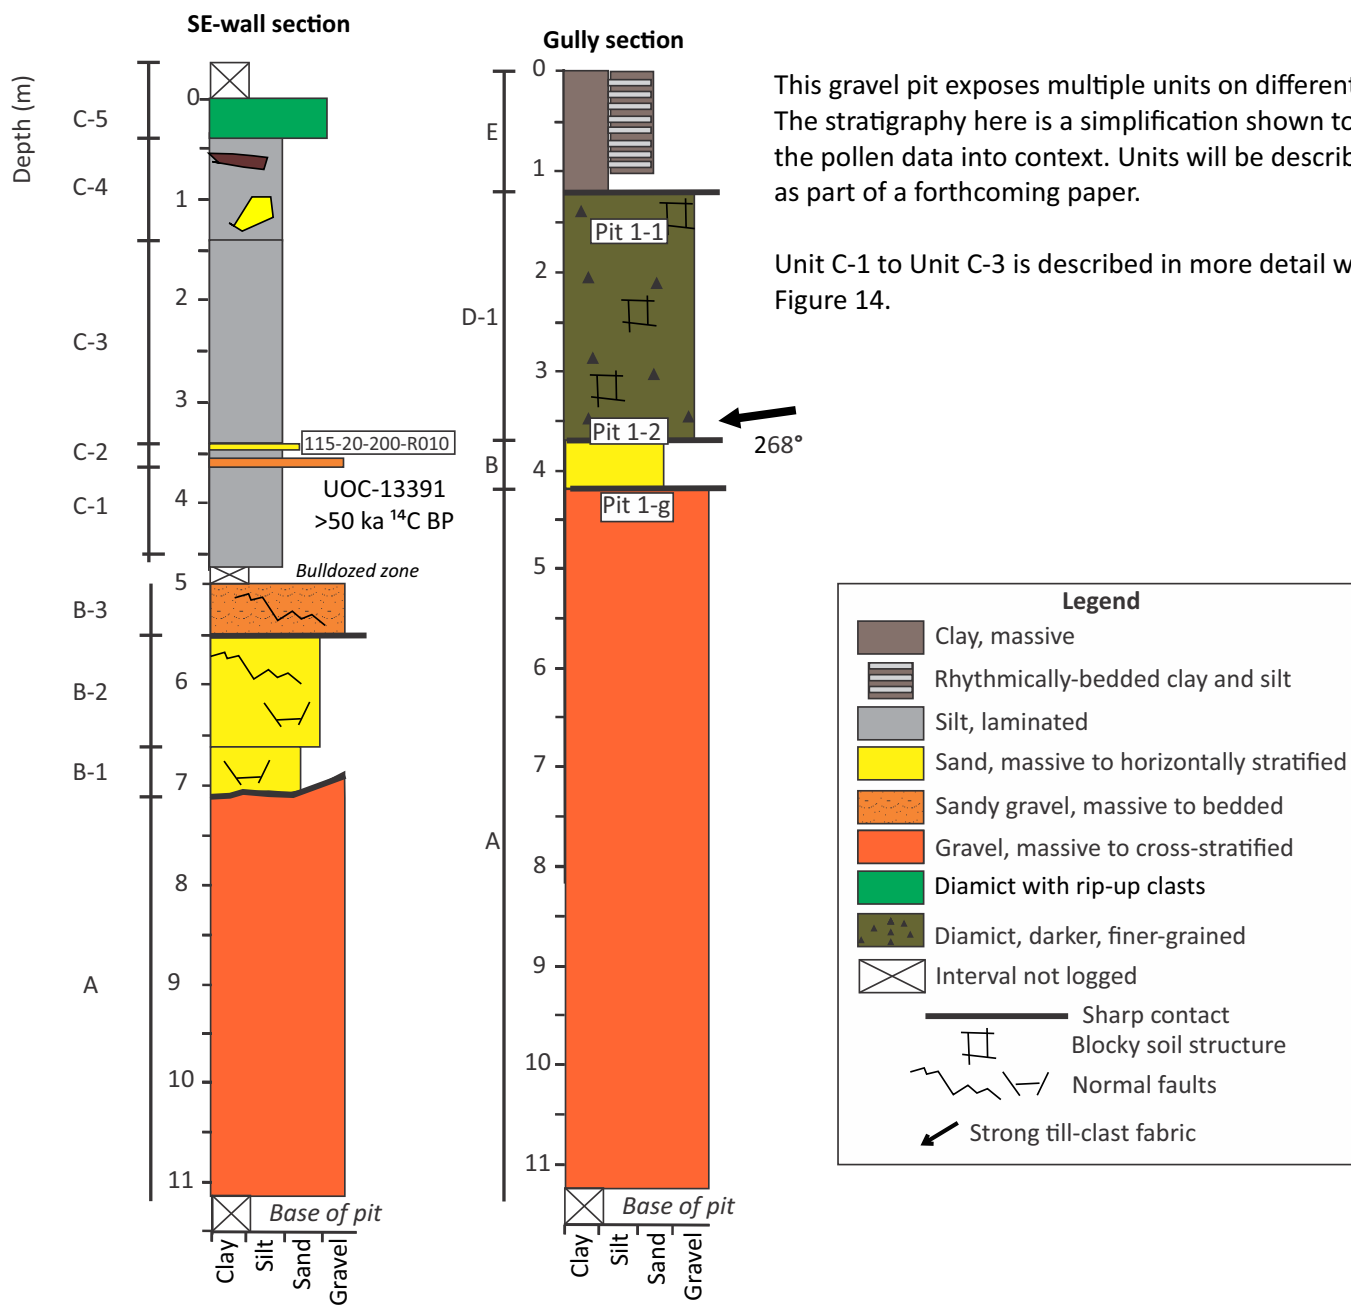 SE-wall section
Depth (m)
0
1
2
3
4
5
6
7
8
9
10
11
C-5
C-4
C-3
C-2
C-1
B-3
B-2
B-1
A
115-20-200-R010
UOC-13391
>50 ka ¹⁴C BP
Bulldozed zone
Base of pit
Clay
Silt
Sand
Gravel
Gully section
0
1
2
3
4
5
6
7
8
9
10
11
E
D-1
B
A
Pit 1-1
Pit 1-2
Pit 1-g
268°
Base of pit
Clay
Silt
Sand
Gravel
This gravel pit exposes multiple units on different
The stratigraphy here is a simplification shown to
the pollen data into context. Units will be describ
as part of a forthcoming paper.
Unit C-1 to Unit C-3 is described in more detail w
Figure 14.
Legend
Clay, massive
Rhythmically-bedded clay and silt
Silt, laminated
Sand, massive to horizontally stratified
Sandy gravel, massive to bedded
Gravel, massive to cross-stratified
Diamict with rip-up clasts
Diamict, darker, finer-grained
Interval not logged
Sharp contact
Blocky soil structure
Normal faults
Strong till-clast fabric